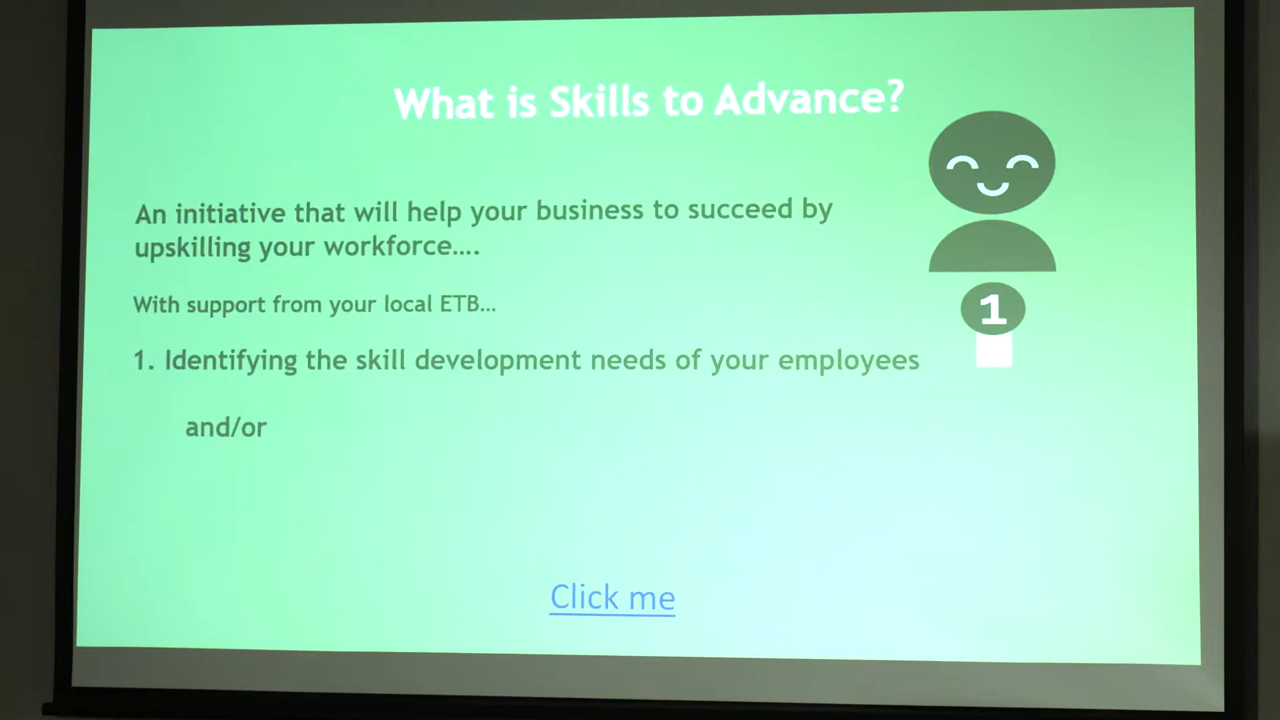 What is Skills to Advance?
An initiative that will help your business to succeed by
upskilling your workforce....
With support from your local ETB...
1. Identifying the skill development needs of your employees
1
and/or
Click me